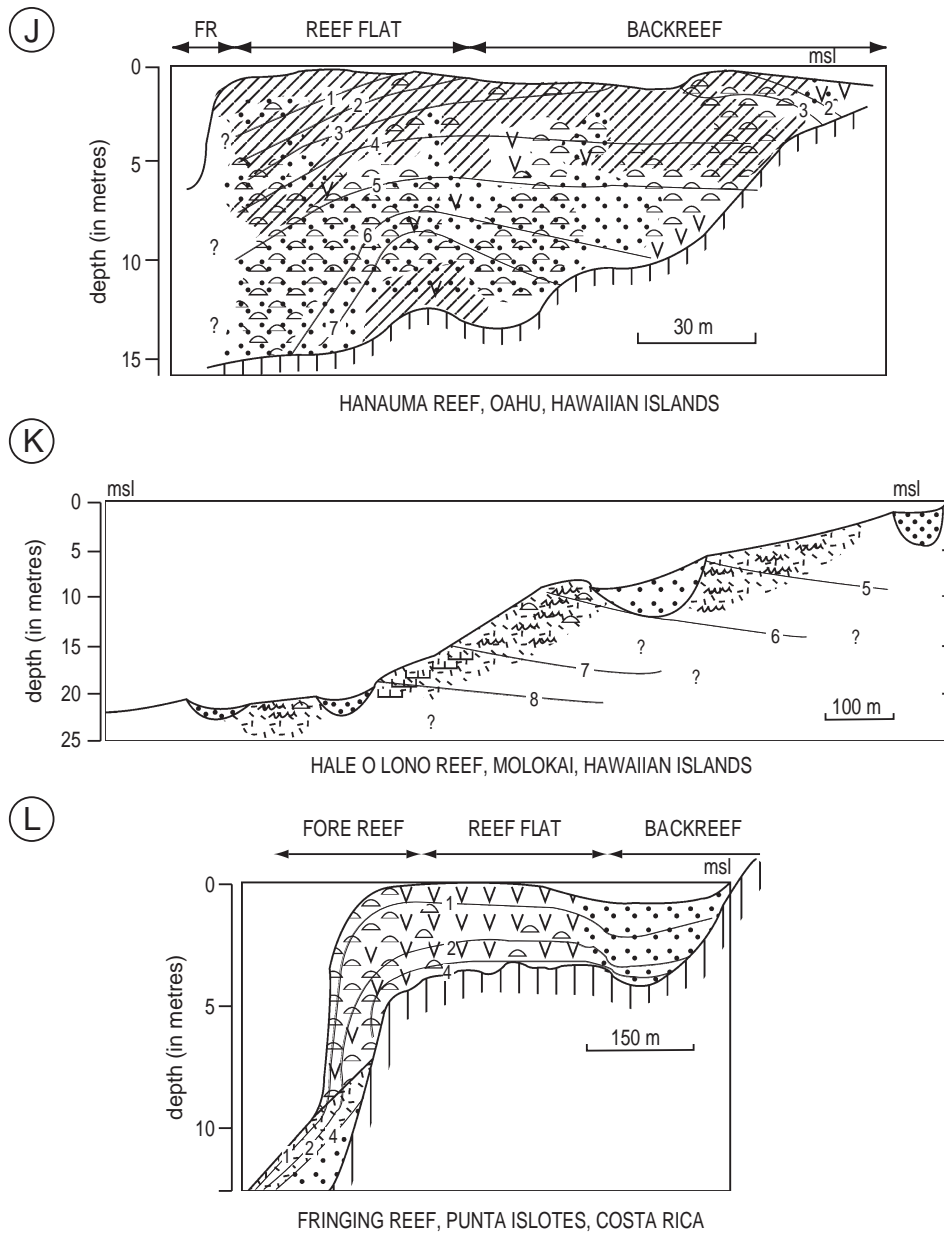 J
FR REEF FLAT BACKREEF
msl
0
1
2
3 2
3
?
4
5
5
?
6
10
?
7
30 m
15
depth (in metres)
HANAUMA REEF, OAHU, HAWAIIAN ISLANDS
K
msl msl
0
5
5
10
6 ?
?
15
7
?
20
8
100 m
?
25
depth (in metres)
HALE O LONO REEF, MOLOKAI, HAWAIIAN ISLANDS
L
FORE REEF REEF FLAT BACKREEF
msl
0
1
2
4
5
150 m
10
1 2 4
depth (in metres)
FRINGING REEF, PUNTA ISLOTES, COSTA RICA